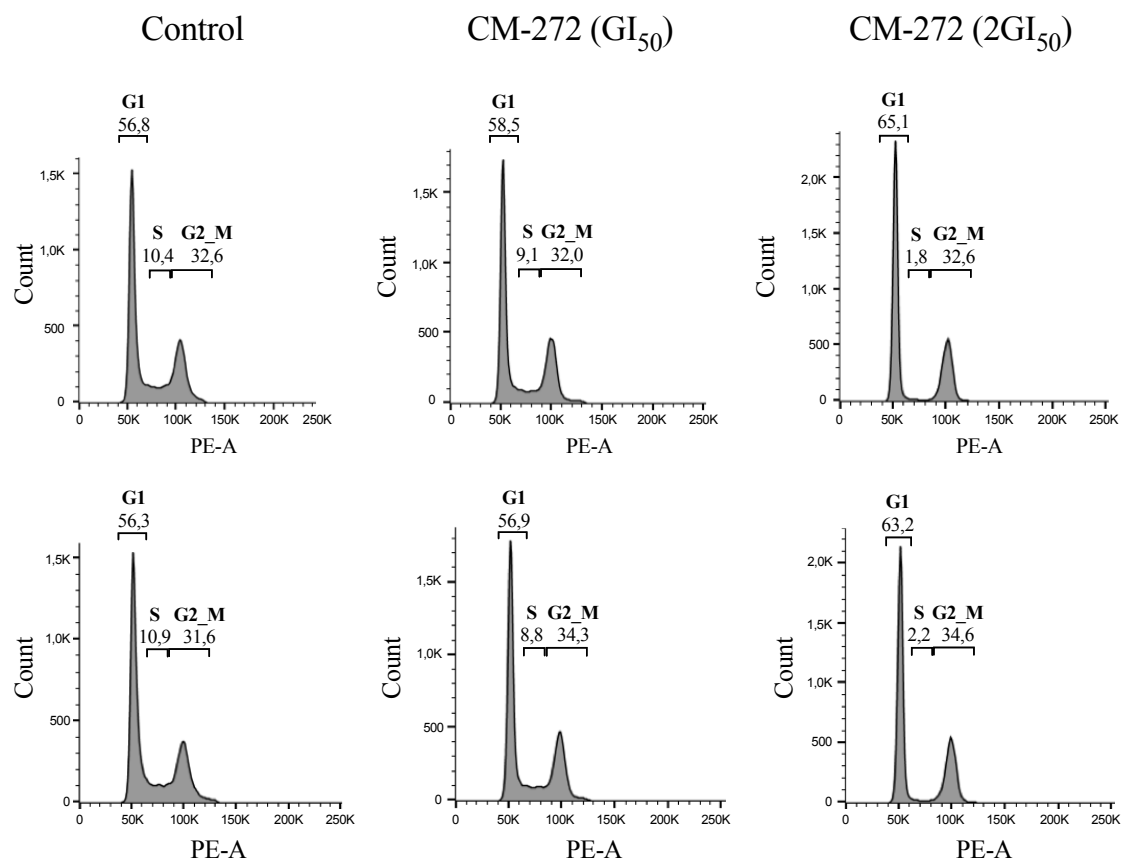 Control
CM-272 (GI50)
CM-272 (2GI50)
G1
56,8
S G2_M
10,4 32,6
1,5K
1,0K
500
0
Count
0 50K 100K 150K 200K 250K
PE-A
G1
58,5
S G2_M
9,1 32,0
1,5K
1,0K
500
0
Count
0 50K 100K 150K 200K 250K
PE-A
G1
65,1
S G2_M
1,8 32,6
2,0K
1,5K
1,0K
500
0
Count
0 50K 100K 150K 200K 250K
PE-A
G1
56,3
S G2_M
10,9 31,6
1,5K
1,0K
500
0
Count
0 50K 100K 150K 200K 250K
PE-A
G1
56,9
S G2_M
8,8 34,3
1,5K
1,0K
500
0
Count
0 50K 100K 150K 200K 250K
PE-A
G1
63,2
S G2_M
2,2 34,6
2,0K
1,5K
1,0K
500
0
Count
0 50K 100K 150K 200K 250K
PE-A